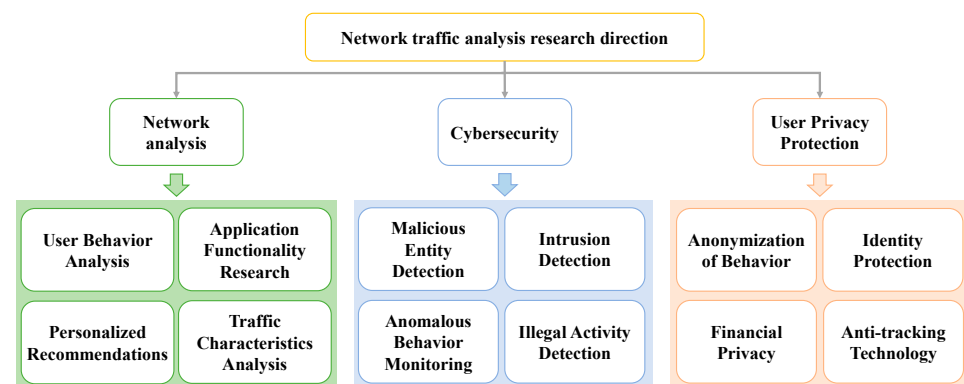 Network traffic analysis research direction
Network
analysis
Cybersecurity
User Privacy
Protection
User Behavior
Analysis
Application
Functionality
Research
Personalized
Recommendations
Traffic
Characteristics
Analysis
Malicious
Entity
Detection
Intrusion
Detection
Anomalous
Behavior
Monitoring
Illegal Activity
Detection
Anonymization
of Behavior
Identity
Protection
Financial
Privacy
Anti-tracking
Technology